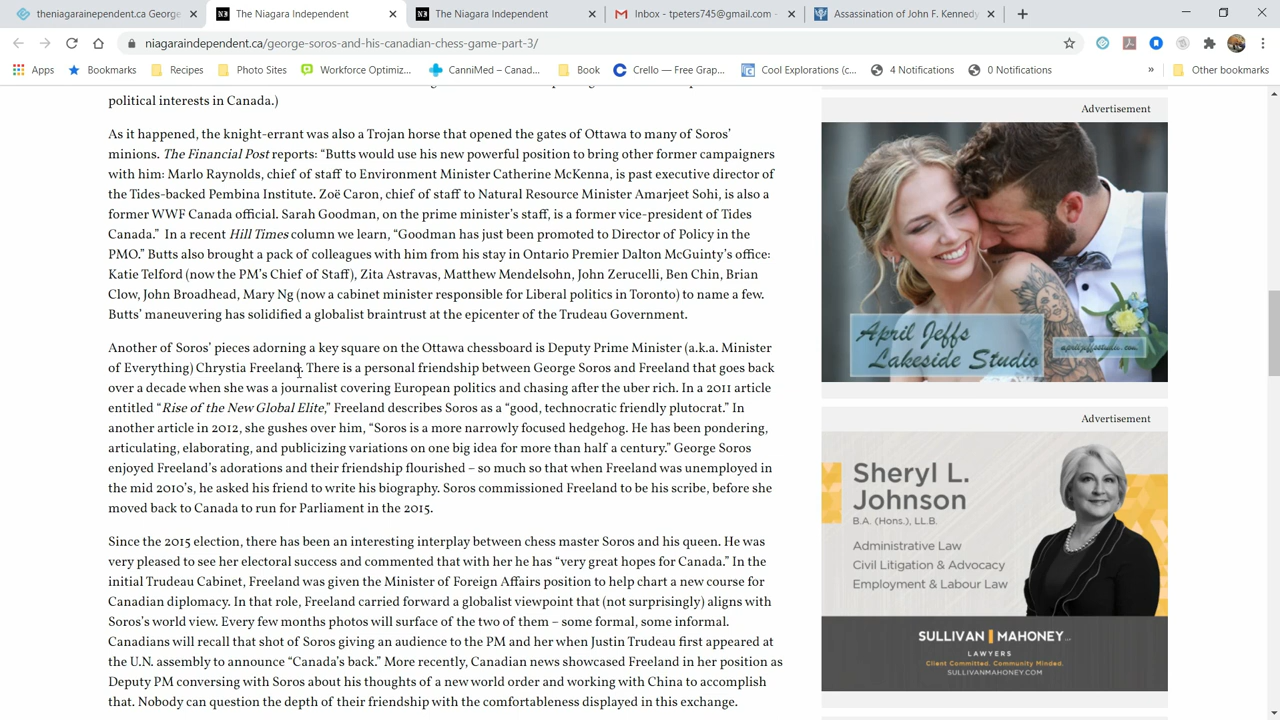 theniagaraindependent.ca George
The Niagara Independent
The Niagara Independent
Inbox - tpeters745@gmail.com -
Assassination of John F. Kennedy
niagaraindependent.ca/george-soros-and-his-canadian-chess-game-part-3/
Apps
Bookmarks
Recipes
Photo Sites
Workforce Optimiz...
CanniMed – Canad...
Book
Crello — Free Grap...
Cool Explorations (c...
4 Notifications
0 Notifications
»
Other bookmarks
political interests in Canada.)
As it happened, the knight-errant was also a Trojan horse that opened the gates of Ottawa to many of Soros’
minions. The Financial Post reports: “Butts would use his new powerful position to bring other former campaigners
with him: Marlo Raynolds, chief of staff to Environment Minister Catherine McKenna, is past executive director of
the Tides-backed Pembina Institute. Zoë Caron, chief of staff to Natural Resource Minister Amarjeet Sohi, is also a
former WWF Canada official. Sarah Goodman, on the prime minister’s staff, is a former vice-president of Tides
Canada.” In a recent Hill Times column we learn, “Goodman has just been promoted to Director of Policy in the
PMO.” Butts also brought a pack of colleagues with him from his stay in Ontario Premier Dalton McGuinty’s office:
Katie Telford (now the PM’s Chief of Staff), Zita Astravas, Matthew Mendelsohn, John Zerucelli, Ben Chin, Brian
Clow, John Broadhead, Mary Ng (now a cabinet minister responsible for Liberal politics in Toronto) to name a few.
Butts’ maneuvering has solidified a globalist braintrust at the epicenter of the Trudeau Government.
Another of Soros’ pieces adorning a key square on the Ottawa chessboard is Deputy Prime Minister (a.k.a. Minister
of Everything) Chrystia Freeland. There is a special friendship between George Soros and Freeland that goes back
over a decade when she was a journalist covering European politics and chasing after the uber rich. In a 2011 article
entitled “Rise of the New Global Elite,” Freeland describes Soros as a “good, technocratic friendly plutocrat.” In
another article in 2012, she gushes over him, “Soros is a narrowly focused hedgehog. He has been pondering,
articulating, elaborating, and publicizing variations on one big idea for more than half a century.” George Soros
enjoyed Freeland’s adorations and their friendship flourished – so much so that when Freeland was unemployed in
the mid 2010’s, he asked his friend to write his biography. Soros commissioned Freeland to be his scribe, before she
moved back to Canada to run for Parliament in the 2015.
Since the 2015 election, there has been an interesting interplay between chess master Soros and his queen. He was
very pleased to see her electoral success and commented that with her he has “very great hopes for Canada.” In the
initial Trudeau Cabinet, Freeland was given the Minister of Foreign Affairs position to help chart a new course for
Canadian diplomacy. In that role, Freeland carried forward a globalist viewpoint that (not surprisingly) aligns with
Soros’s world view. Every few months photos will surface of the two of them – some formal, some informal.
Canadians will recall the shot of Soros giving an audience to the PM and her when Justin Trudeau first appeared at
the U.N. assembly to announce “Canada’s back.” More recently, Canadian news showcased Freeland in her position as
Deputy PM conversing with Soros on thoughts of a new world order, working with China to accomplish
that. Nobody can question the depth of their friendship with the comfortableness displayed in this exchange.
Advertisement
April Jeffs
Lakeside Studio
apriljeffsstudio.com
Advertisement
Sheryl L.
Johnson
B.A. (Hons.), LL.B.
Administrative Law
Civil Litigation & Advocacy
Employment & Labour Law
SULLIVAN MAHONEY LLP
LAWYERS
Client Committed. Community Minded.
SULLIVANMAHONEY.COM